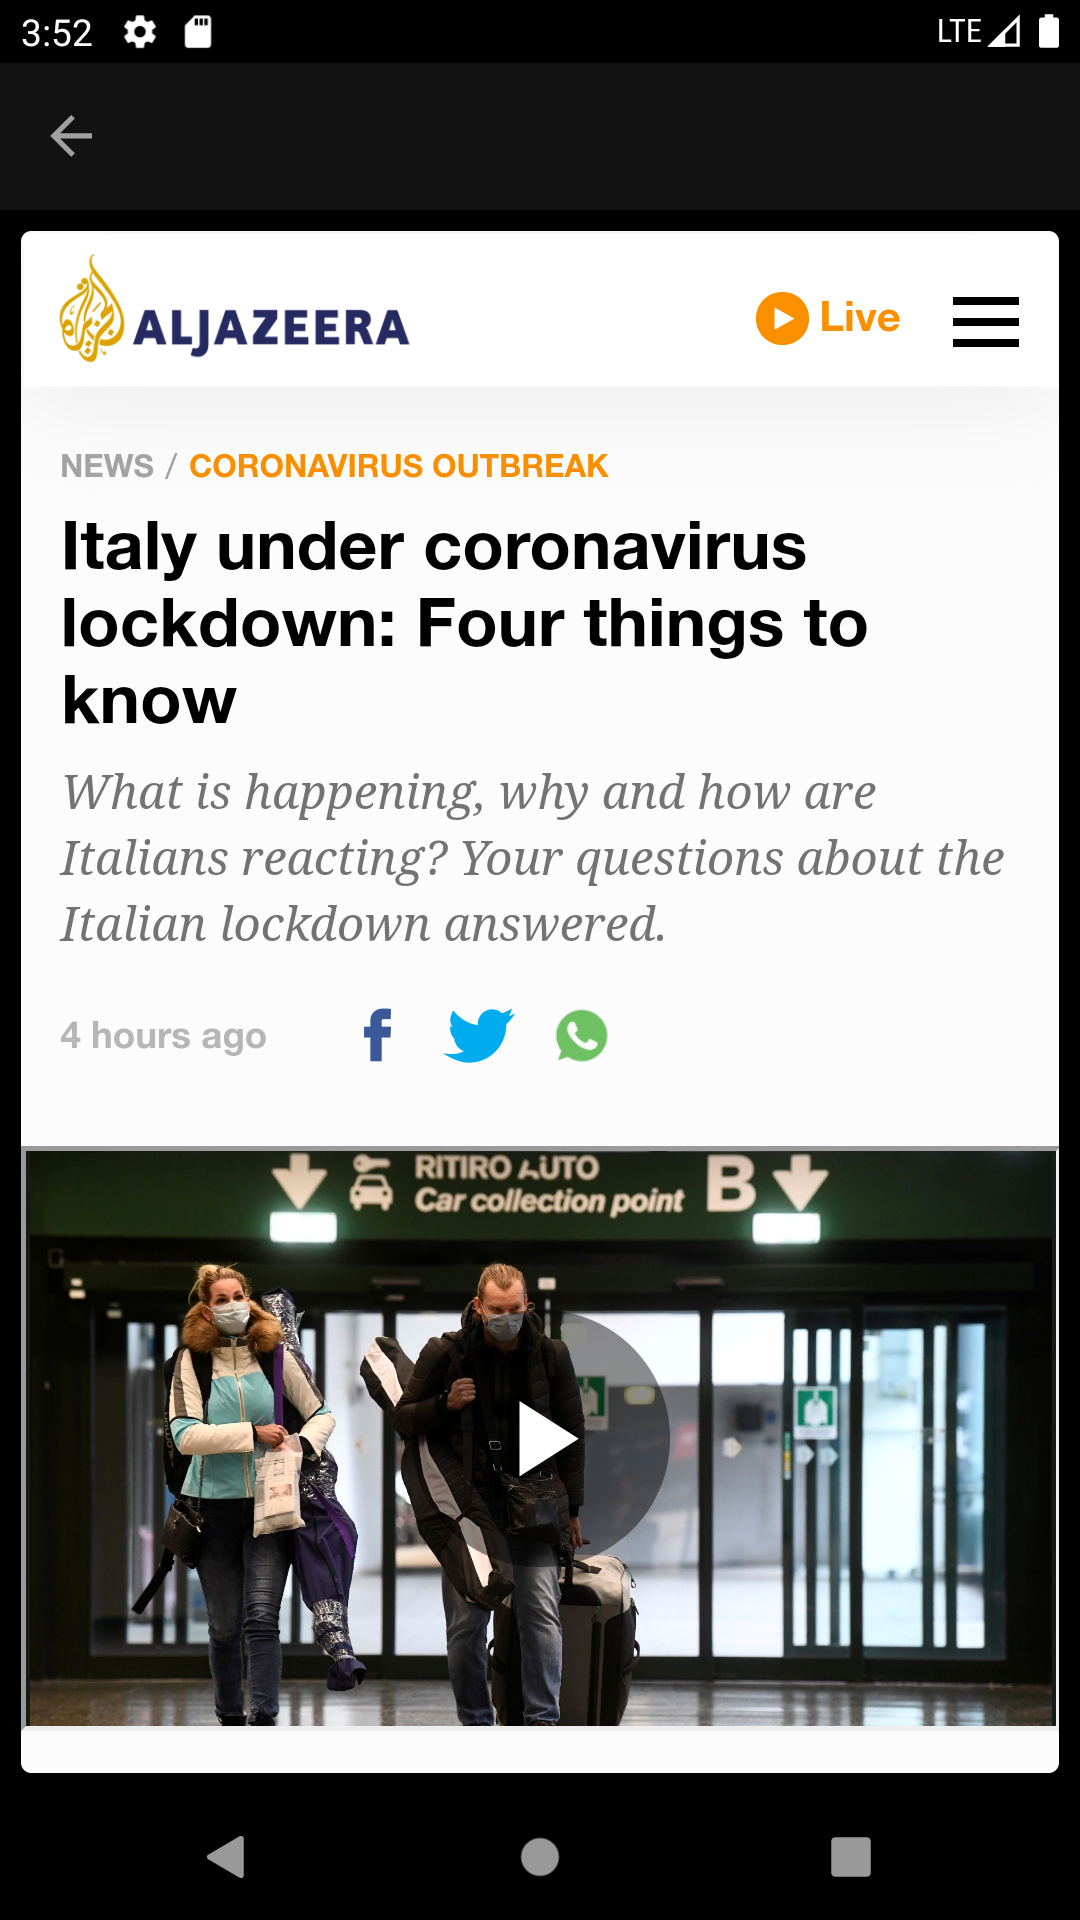 3:52
LTE
ALJAZEERA
Live
NEWS / CORONAVIRUS OUTBREAK
Italy under coronavirus
lockdown: Four things to
know
What is happening, why and how are
Italians reacting? Your questions about the
Italian lockdown answered.
4 hours ago
RITIRO AUTO
Car collection point
B